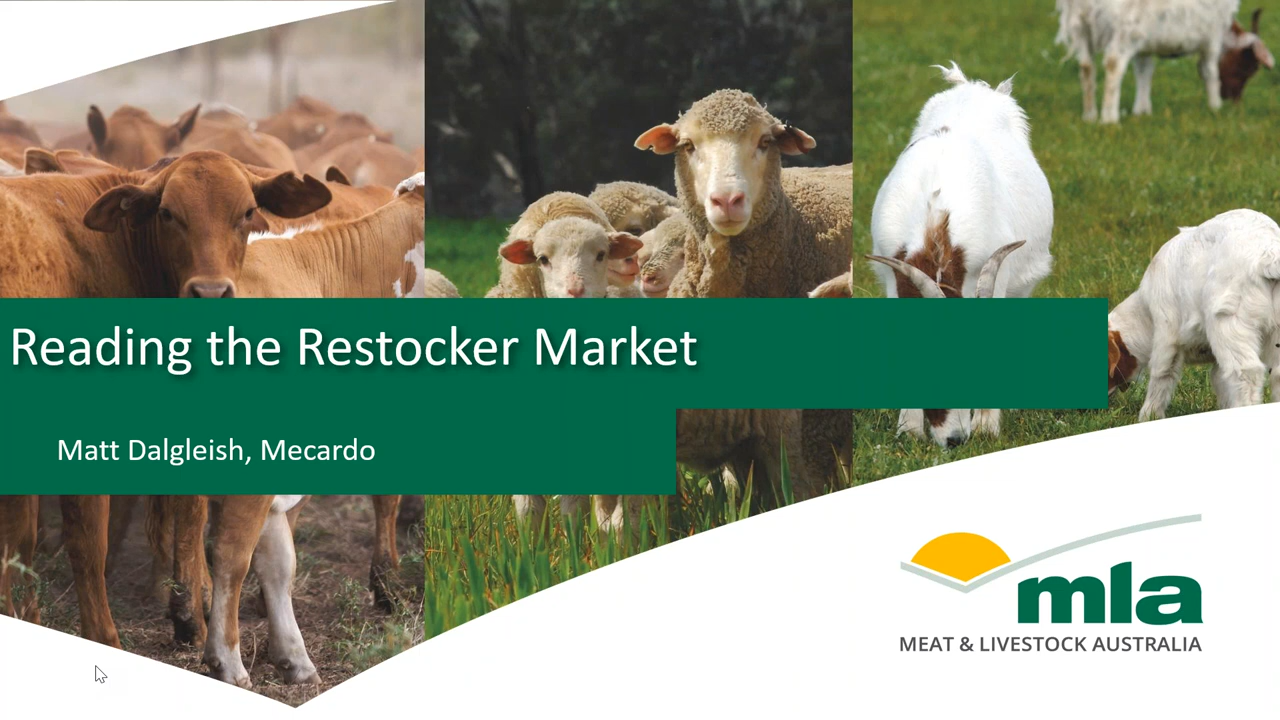 Reading the Restocker Market
Matt Dalgleish, Mecardo
mla
MEAT & LIVESTOCK AUSTRALIA